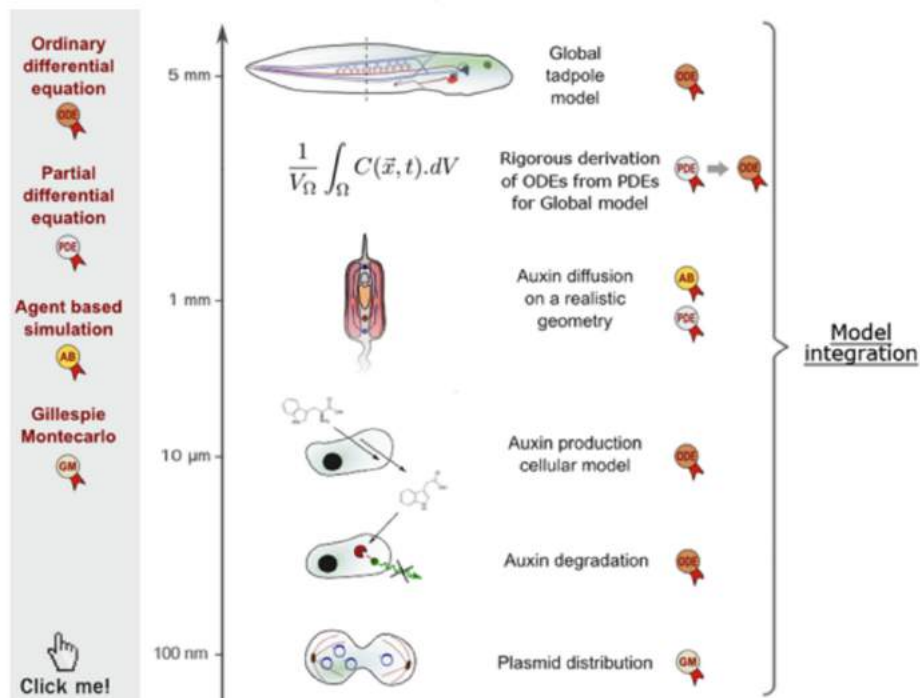 Ordinary
differential
equation
ODE
Partial
differential
equation
PDE
Agent based
simulation
AB
Gillespie
Montecarlo
GM
Click me!
5 mm
1 mm
10 µm
100 nm
Global
tadpole
model
ODE
1/V_Ω ∫_Ω C(x⃗, t).dV
Rigorous derivation
of ODEs from PDEs
for Global model
PDE
ODE
Auxin diffusion
on a realistic
geometry
AB
PDE
Auxin production
cellular model
ODE
Auxin degradation
ODE
Plasmid distribution
GM
Model
integration